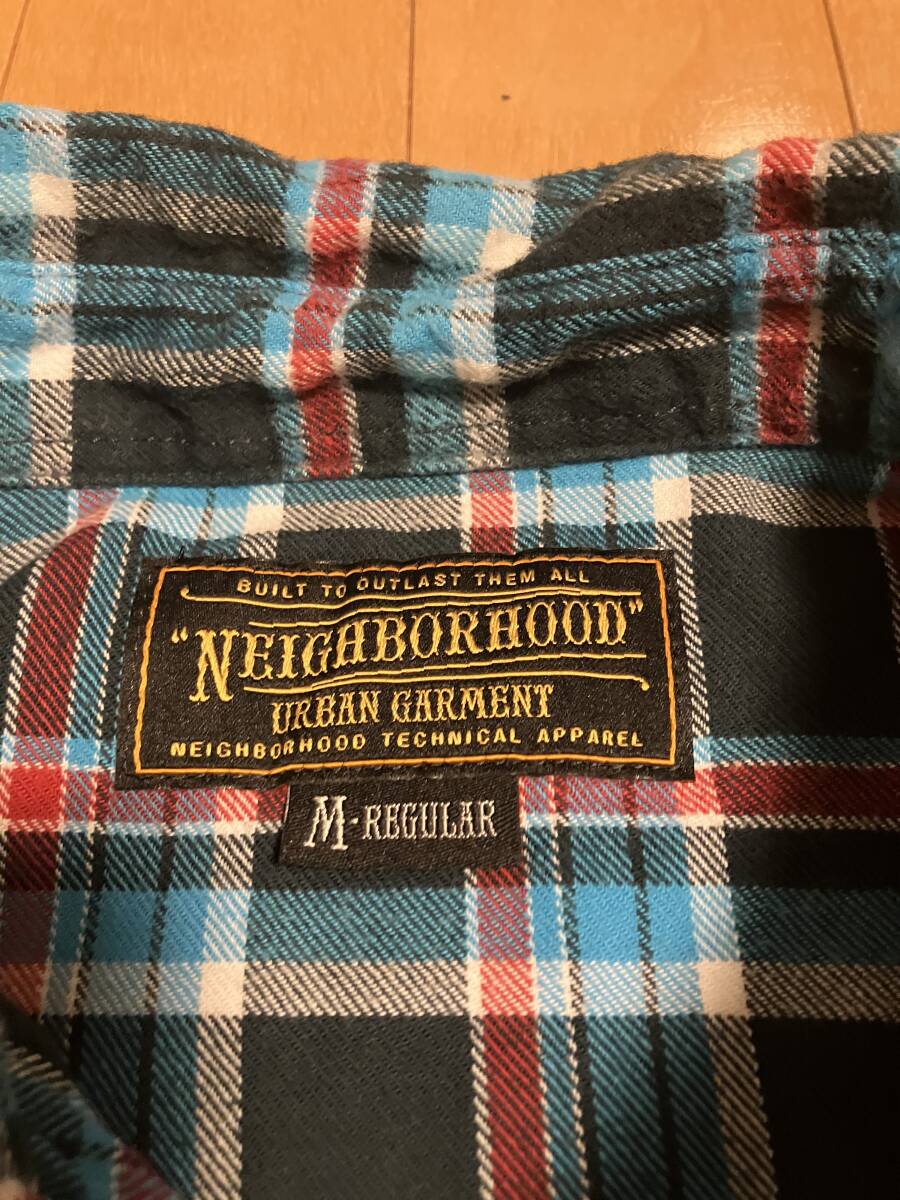 BUILT TO OUTLAST THEM ALL
"NEIGHBORHOOD"
URBAN GARMENT
NEIGHBORHOOD TECHNICAL APPAREL
M-REGULAR